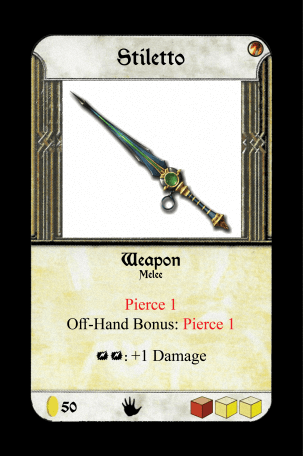 Stiletto
Weapon
Melee
Pierce 1
Off-Hand Bonus: Pierce 1
: +1 Damage
50